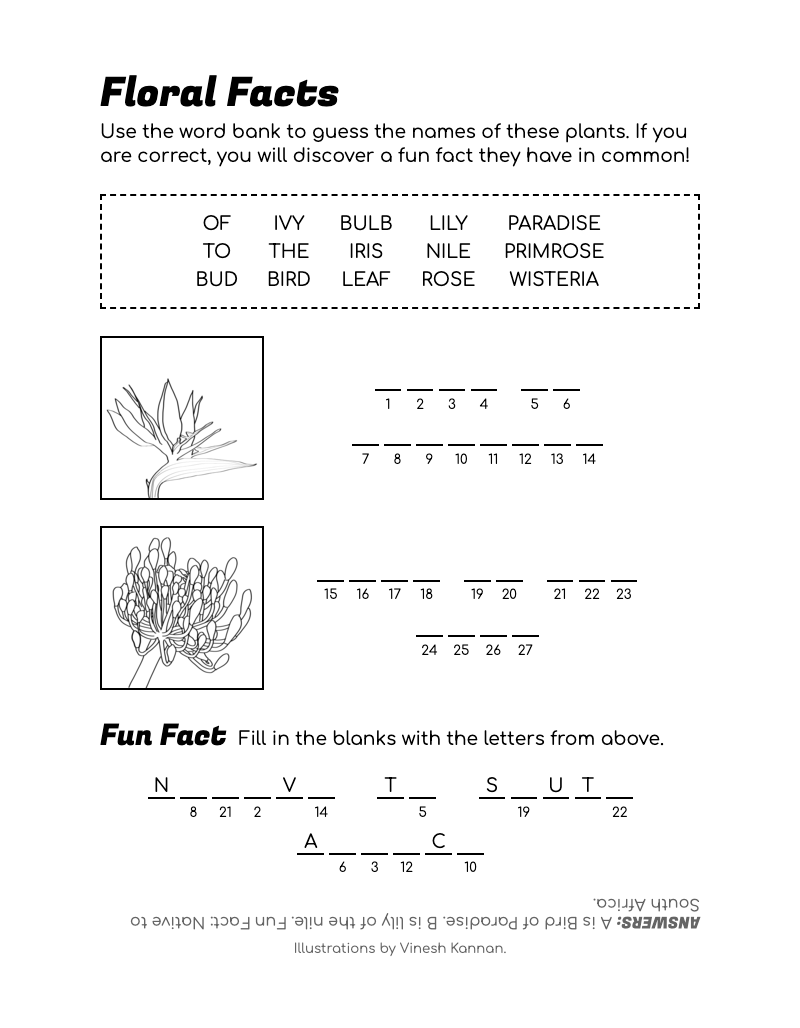 Floral Facts
Use the word bank to guess the names of these plants. If you
are correct, you will discover a fun fact they have in common!
OF IVY BULB LILY PARADISE
TO THE IRIS NILE PRIMROSE
BUD BIRD LEAF ROSE WISTERIA
1 2 3 4 5 6
7 8 9 10 11 12 13 14
15 16 17 18 19 20 21 22 23
24 25 26 27
Fun Fact Fill in the blanks with the letters from above.
N V T S U T
8 21 2 14 5 19 22
A C
6 3 12 10
ANSWERS: A is Bird of Paradise. B is lily of the nile. Fun Fact: Native to
South Africa.
Illustrations by Vinesh Kannan.